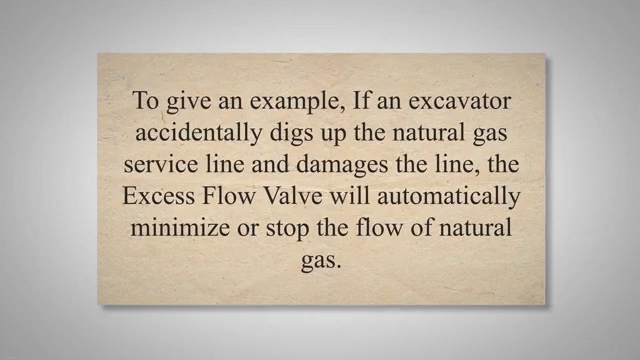 To give an example, If an excavator
accidentally digs up the natural gas
service line and damages the line, the
Excess Flow Valve will automatically
minimize or stop the flow of natural
gas.